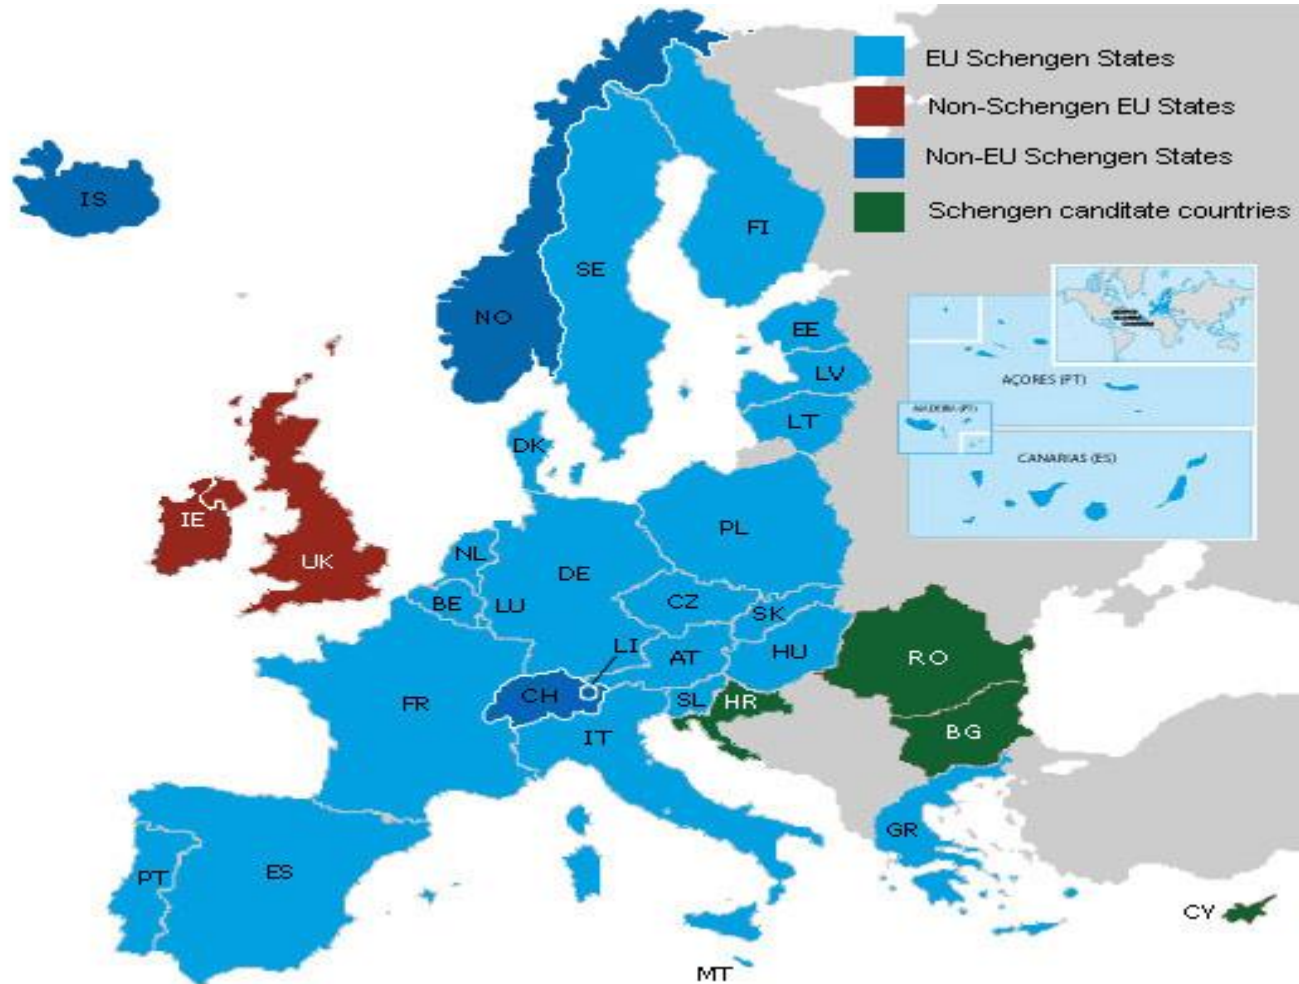 EU Schengen States
Non-Schengen EU States
Non-EU Schengen States
Schengen canditate countries
IS
FI
SE
NO
EE
LV
AÇORES (PT)
LT
MADEIRA (PT)
DK
CANARIAS (ES)
IE
PL
UK
NL
DE
BE
LU
CZ
SK
LI
AT
HU
RO
CH
SL
HR
FR
IT
BG
GR
ES
PT
CY
MT